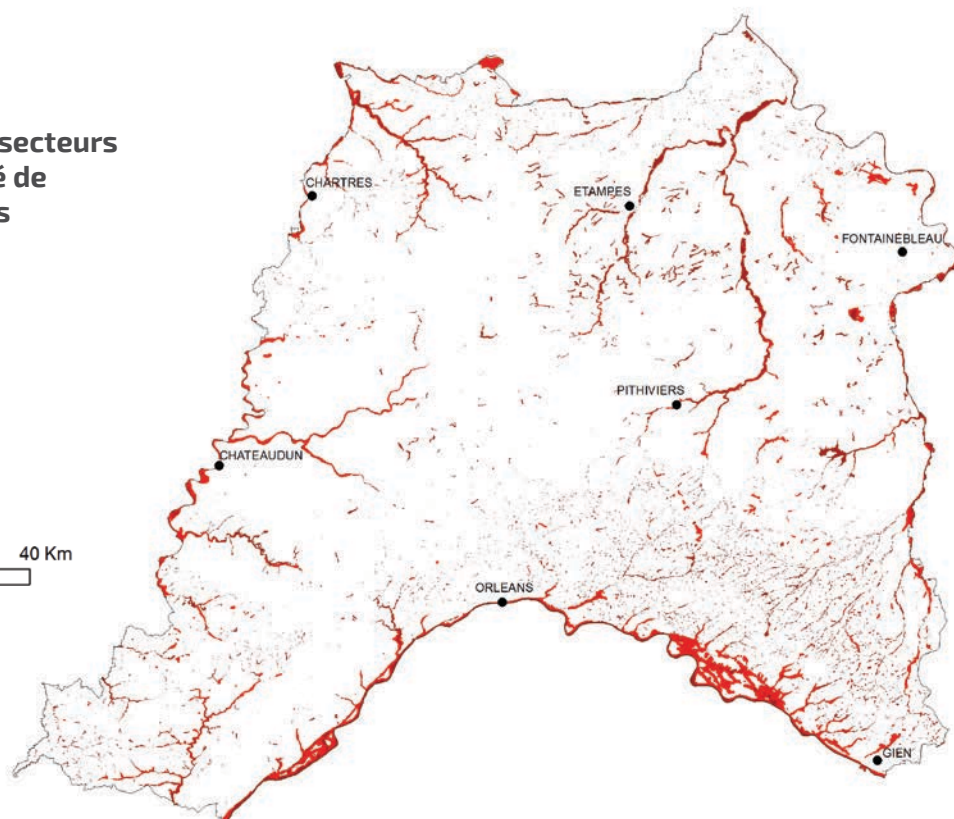 secteurs
é de
s
CHARTRES
ETAMPES
FONTAINEBLEAU
PITHIVIERS
CHATEAUDUN
40 Km
ORLEANS
GIEN